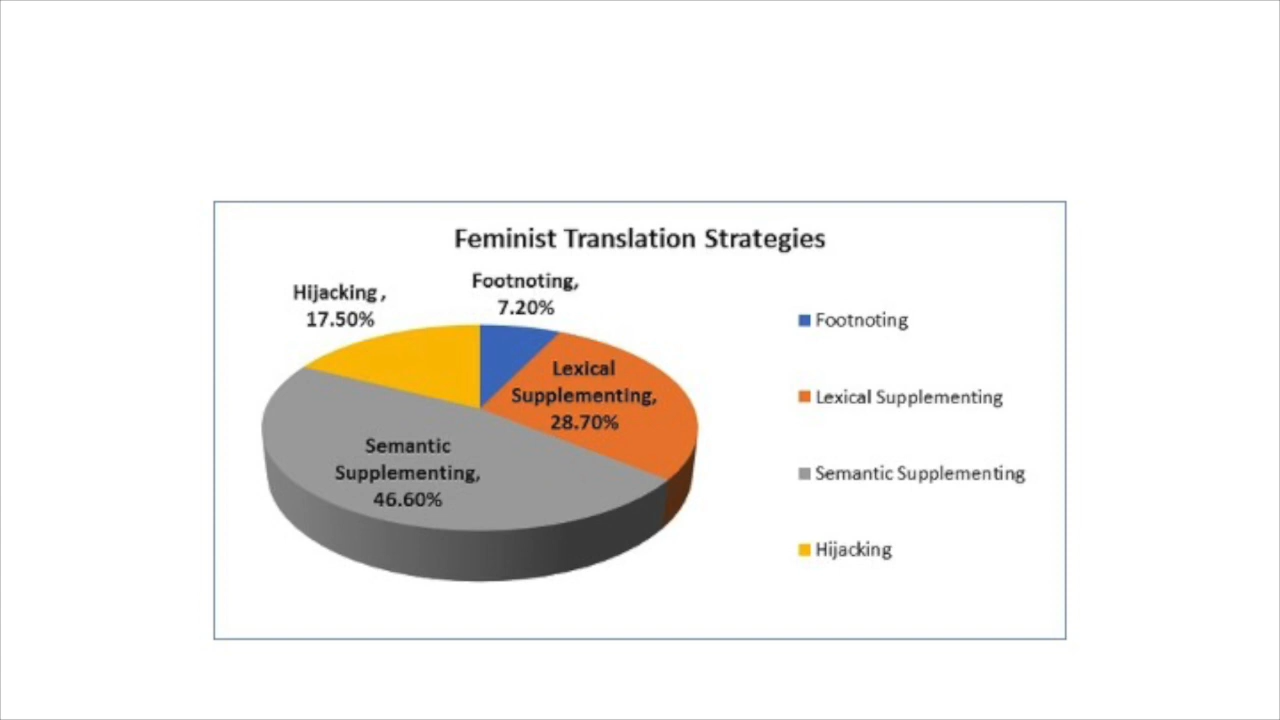 Feminist Translation Strategies
Hijacking ,
17.50%
Footnoting,
7.20%
Lexical
Supplementing,
28.70%
Semantic
Supplementing,
46.60%
Footnoting
Lexical Supplementing
Semantic Supplementing
Hijacking